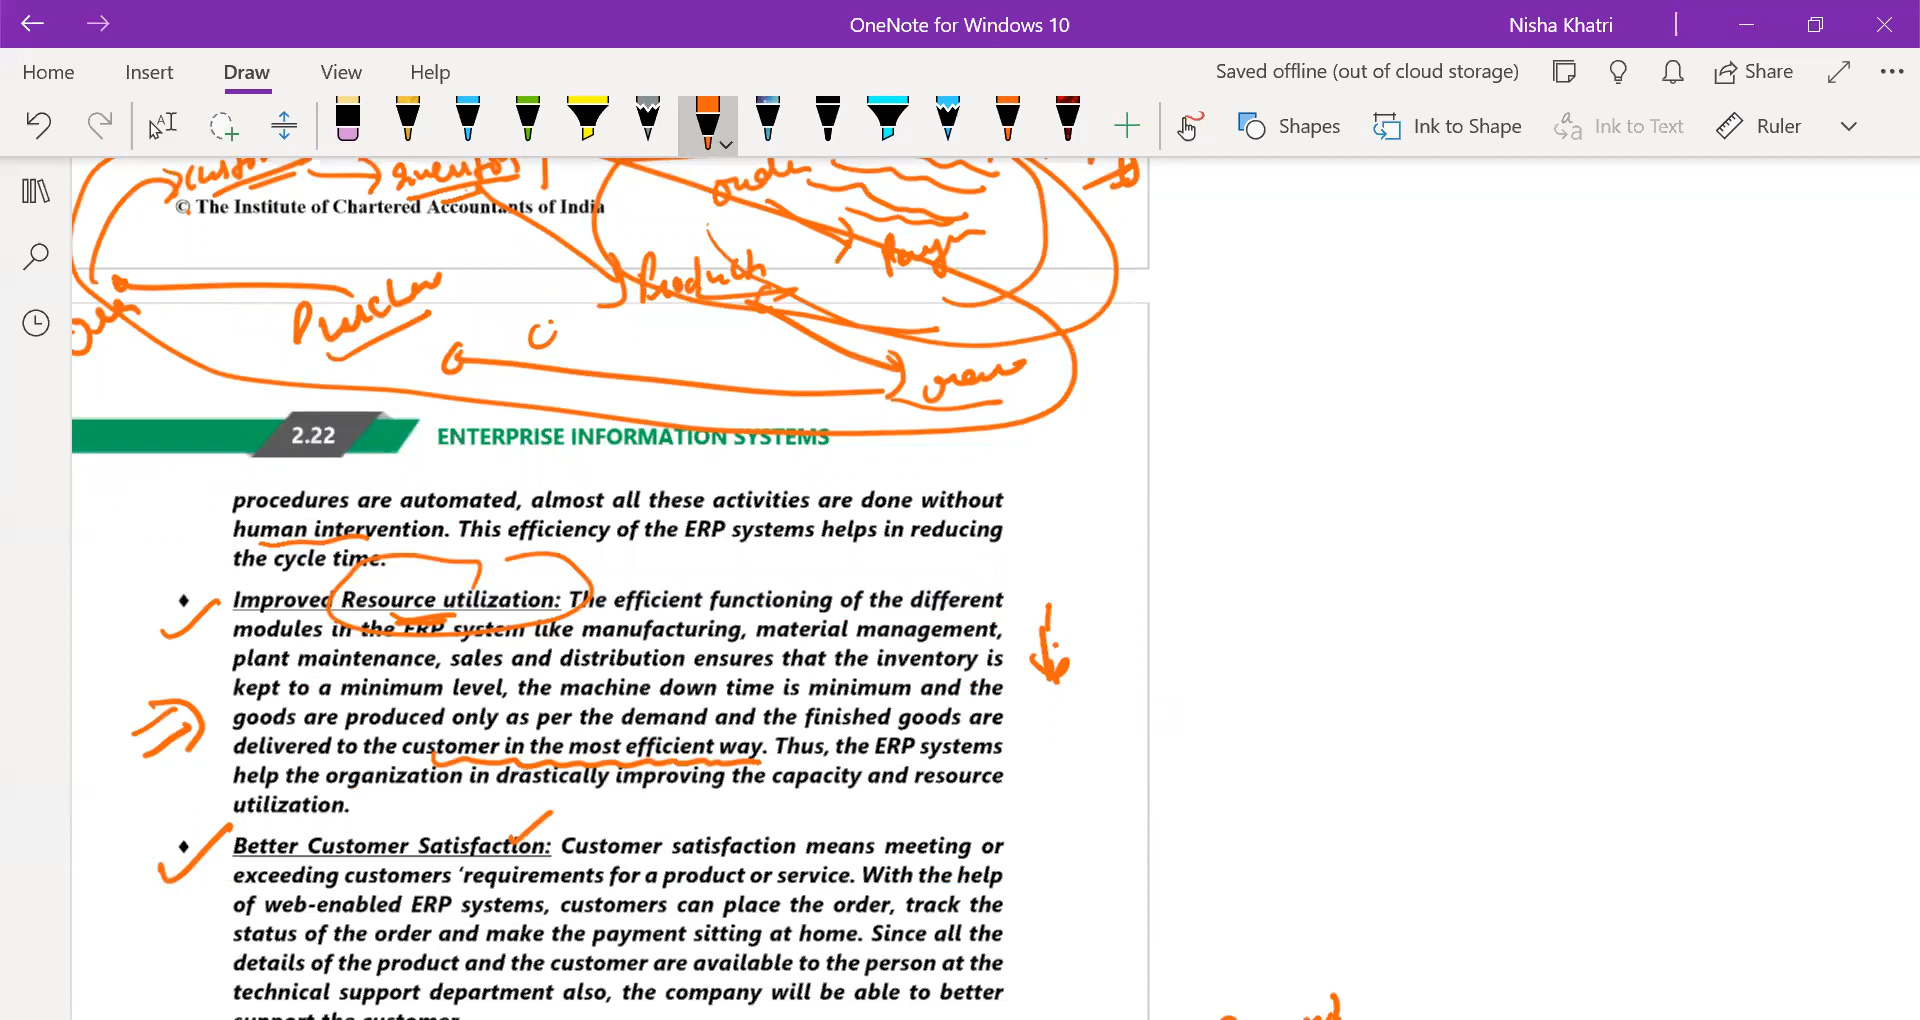 OneNote for Windows 10
Nisha Khatri
Home Insert Draw View Help
Saved offline (out of cloud storage) Share
Shapes Ink to Shape Ink to Text Ruler
order
© The Institute of Chartered Accountants of India
Product
2.22 ENTERPRISE INFORMATION SYSTEMS
procedures are automated, almost all these activities are done without
human intervention. This efficiency of the ERP systems helps in reducing
the cycle time.
♦ Improved Resource utilization: The efficient functioning of the different
modules in the ERP system like manufacturing, material management,
plant maintenance, sales and distribution ensures that the inventory is
kept to a minimum level, the machine down time is minimum and the
goods are produced only as per the demand and the finished goods are
delivered to the customer in the most efficient way. Thus, the ERP systems
help the organization in drastically improving the capacity and resource
utilization.
♦ Better Customer Satisfaction: Customer satisfaction means meeting or
exceeding customers ‘requirements for a product or service. With the help
of web-enabled ERP systems, customers can place the order, track the
status of the order and make the payment sitting at home. Since all the
details of the product and the customer are available to the person at the
technical support department also, the company will be able to better
support the customer.